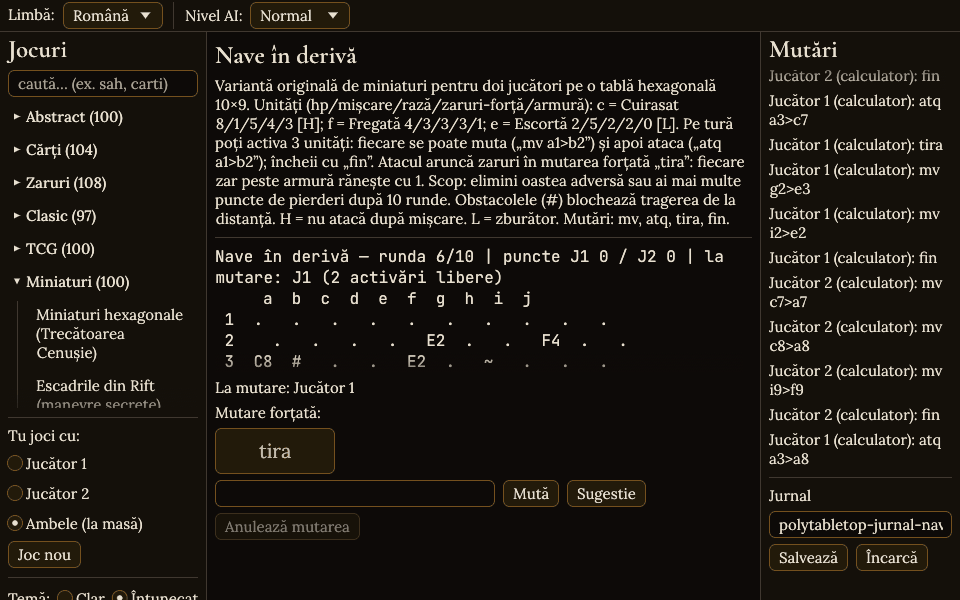 Limbă: Română ▼ Nivel AI: Normal ▼
Jocuri
caută... (ex. sah, carti)
▸ Abstract (100)
▸ Cărți (104)
▸ Zaruri (108)
▸ Clasic (97)
▸ TCG (100)
▾ Miniaturi (100)
Miniaturi hexagonale
(Trecătoarea
Cenușie)
Escadrile din Rift
(manevre secrete)
Tu joci cu:
Jucător 1
Jucător 2
Ambele (la masă)
Joc nou
Temă: Clar Întunecat
Nave în derivă
Variantă originală de miniaturi pentru doi jucători pe o tablă hexagonală
10×9. Unități (hp/mișcare/rază/zaruri-forță/armură): c = Cuirasat
8/1/5/4/3 [H]; f = Fregată 4/3/3/3/1; e = Escortă 2/5/2/2/0 [L]. Pe tură
poți activa 3 unități: fiecare se poate muta („mv a1>b2”) și apoi ataca („atq
a1>b2”); închei cu „fin”. Atacul aruncă zaruri în mutarea forțată „tira”: fiecare
zar peste armură rănește cu 1. Scop: elimini oastea adversă sau ai mai multe
puncte de pierderi după 10 runde. Obstacolele (#) blochează tragerea de la
distanță. H = nu atacă după mișcare. L = zburător. Mutări: mv, atq, tira, fin.
Nave în derivă — runda 6/10 | puncte J1 0 / J2 0 | la
mutare: J1 (2 activări libere)
a b c d e f g h i j
1 . . . . . . . . . .
2 . . . . E2 . . F4 . .
3 C8 # . . E2 . ~ . . .
La mutare: Jucător 1
Mutare forțată:
tira
Mută Sugestie
Anulează mutarea
Mutări
Jucător 2 (calculator): fin
Jucător 1 (calculator): atq
a3>c7
Jucător 1 (calculator): tira
Jucător 1 (calculator): mv
g2>e3
Jucător 1 (calculator): mv
i2>e2
Jucător 1 (calculator): fin
Jucător 2 (calculator): mv
c7>a7
Jucător 2 (calculator): mv
c8>a8
Jucător 2 (calculator): mv
i9>f9
Jucător 2 (calculator): fin
Jucător 1 (calculator): atq
a3>a8
Jurnal
polytabletop-jurnal-nav
Salvează Încarcă